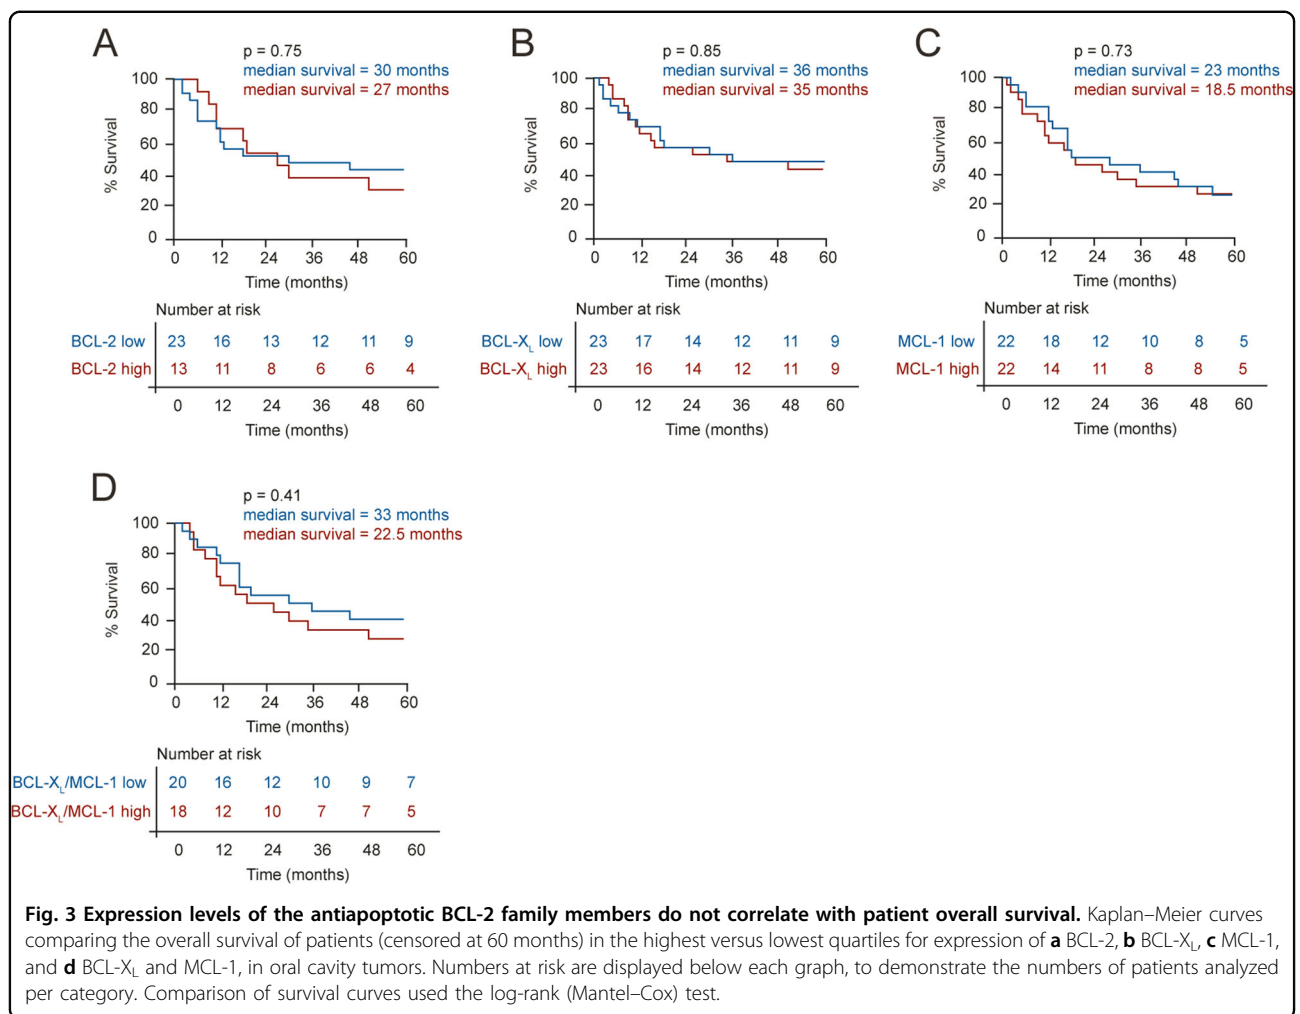 A
p = 0.75
median survival = 30 months
median survival = 27 months
100
80
60
40
20
0
% Survival
0 12 24 36 48 60
Time (months)
Number at risk
BCL-2 low 23 16 13 12 11 9
BCL-2 high 13 11 8 6 6 4
0 12 24 36 48 60
Time (months)
B
p = 0.85
median survival = 36 months
median survival = 35 months
100
80
60
40
20
0
% Survival
0 12 24 36 48 60
Time (months)
Number at risk
BCL-XL low 23 17 14 12 11 9
BCL-XL high 23 16 14 12 11 9
0 12 24 36 48 60
Time (months)
C
p = 0.73
median survival = 23 months
median survival = 18.5 months
100
80
60
40
20
0
% Survival
0 12 24 36 48 60
Time (months)
Number at risk
MCL-1 low 22 18 12 10 8 5
MCL-1 high 22 14 11 8 8 5
0 12 24 36 48 60
Time (months)
D
p = 0.41
median survival = 33 months
median survival = 22.5 months
100
80
60
40
20
0
% Survival
0 12 24 36 48 60
Time (months)
Number at risk
BCL-XL/MCL-1 low 20 16 12 10 9 7
BCL-XL/MCL-1 high 18 12 10 7 7 5
0 12 24 36 48 60
Time (months)
Fig. 3 Expression levels of the antiapoptotic BCL-2 family members do not correlate with patient overall survival. Kaplan–Meier curves
comparing the overall survival of patients (censored at 60 months) in the highest versus lowest quartiles for expression of a BCL-2, b BCL-XL, c MCL-1,
and d BCL-XL and MCL-1, in oral cavity tumors. Numbers at risk are displayed below each graph, to demonstrate the numbers of patients analyzed
per category. Comparison of survival curves used the log-rank (Mantel–Cox) test.